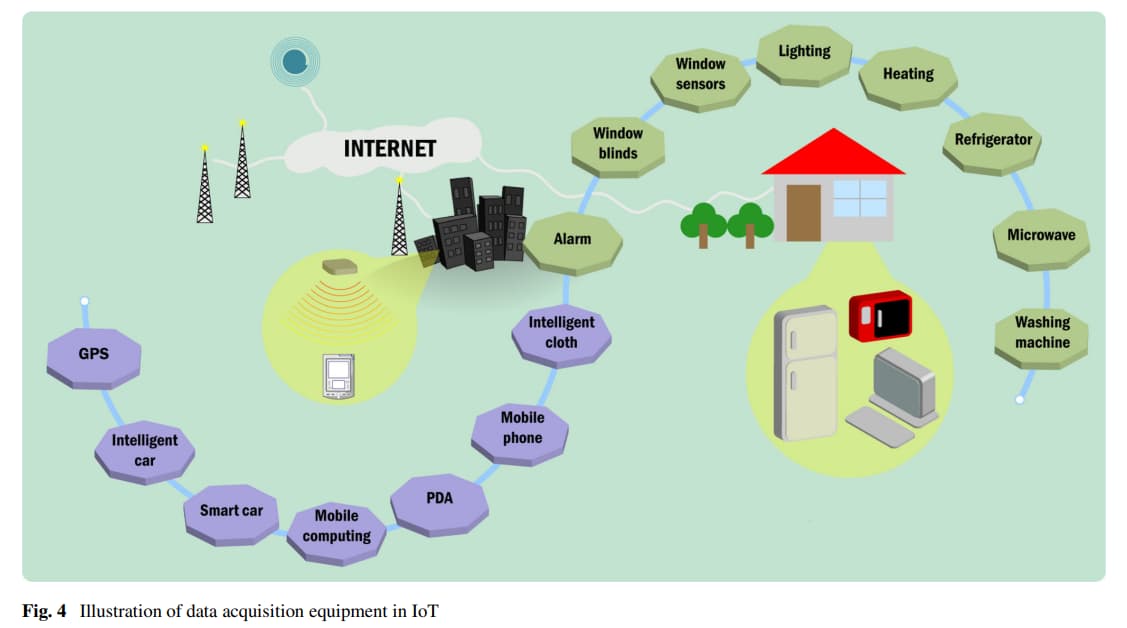 Lighting
Window
sensors
Heating
Window
blinds
Refrigerator
INTERNET
Alarm
Microwave
Intelligent
cloth
Washing
machine
GPS
Mobile
phone
Intelligent
car
PDA
Smart car
Mobile
computing
Fig. 4 Illustration of data acquisition equipment in IoT